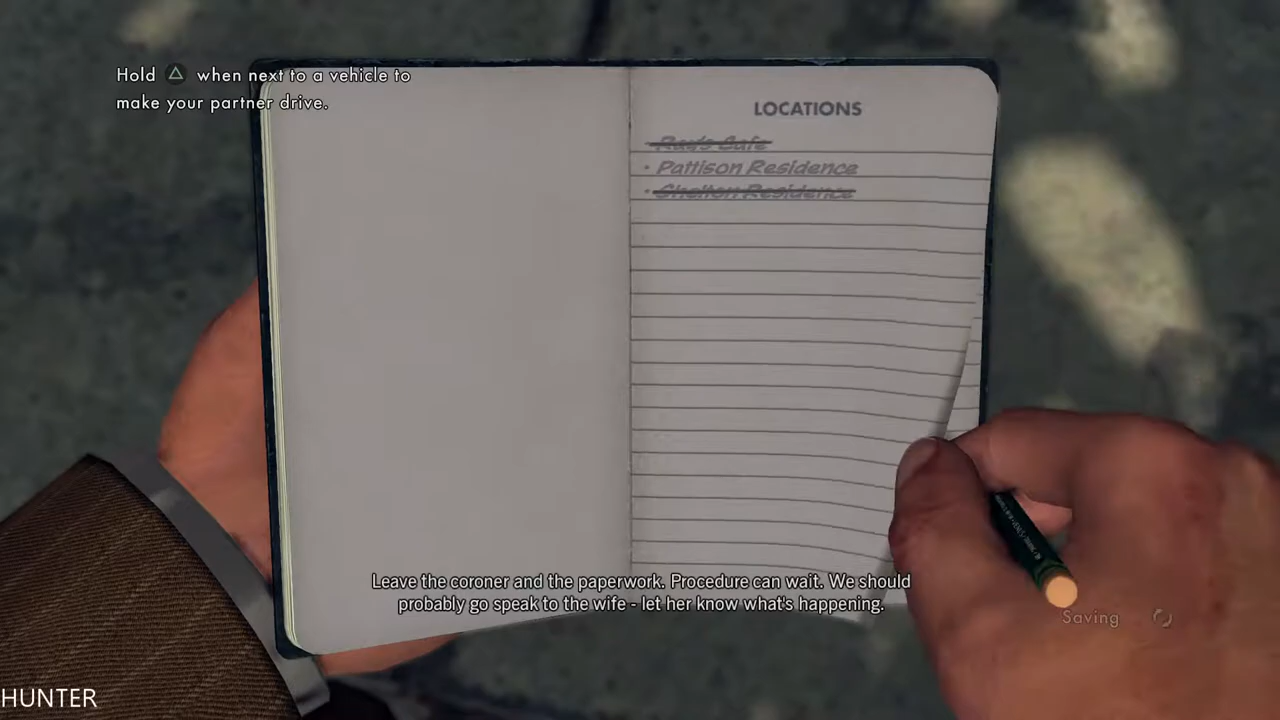 Hold △ when next to a vehicle to
make your partner drive.
LOCATIONS
· Rud's Cafe
· Pattison Residence
· Shelton Residence
Leave the coroner and the paperwork. Procedure can wait. We should
probably go speak to the wife - let her know what's happening.
Saving
HUNTER